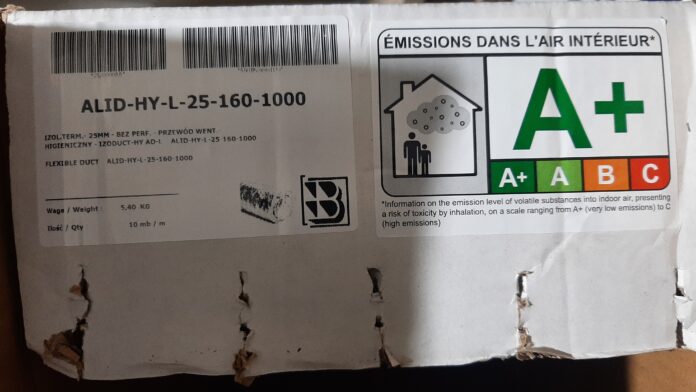 ALID-HY-L-25-160-1000
IZOL.TERM.- 25MM - BEZ PERF. - PRZEWÓD WENT
HIGIENICZNY - IZODUCT-HY AD-L ALID-HY-L-25-160-1000
FLEXIBLE DUCT ALID-HY-L-25-160-1000
Waga / Weight : 5,40 KG
Ilość / Qty 10 mb / m
ÉMISSIONS DANS L'AIR INTÉRIEUR*
A+
A+ A B C
*Information on the emission level of volatile substances into indoor air, presenting
a risk of toxicity by inhalation, on a scale ranging from A+ (very low emissions) to C
(high emissions)